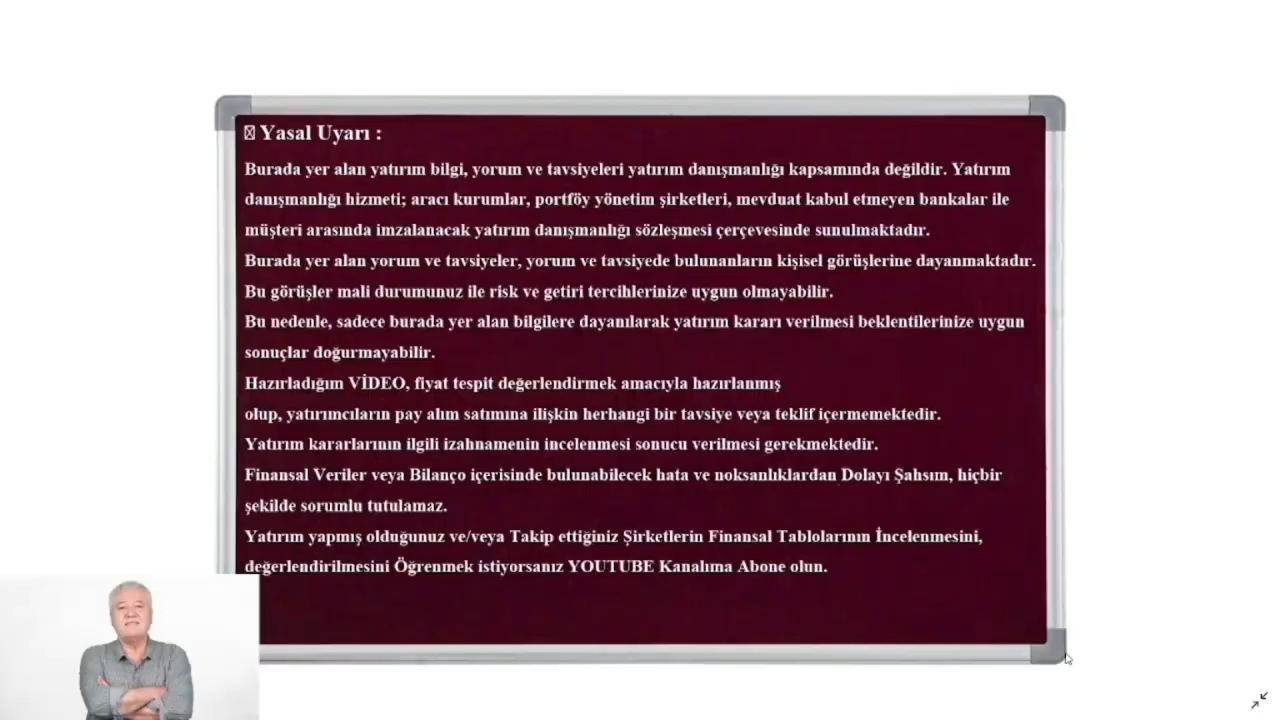 Yasal Uyarı :
Burada yer alan yatırım bilgi, yorum ve tavsiyeleri yatırım danışmanlığı kapsamında değildir. Yatırım
danışmanlığı hizmeti; aracı kurumlar, portföy yönetim şirketleri, mevduat kabul etmeyen bankalar ile
müşteri arasında imzalanacak yatırım danışmanlığı sözleşmesi çerçevesinde sunulmaktadır.
Burada yer alan yorum ve tavsiyeler, yorum ve tavsiyede bulunanların kişisel görüşlerine dayanmaktadır.
Bu görüşler mali durumunuz ile risk ve getiri tercihlerinize uygun olmayabilir.
Bu nedenle, sadece burada yer alan bilgilere dayanılarak yatırım kararı verilmesi beklentilerinize uygun
sonuçlar doğurmayabilir.
Hazırladığım VİDEO, fiyat tespit değerlendirmek amacıyla hazırlanmış
olup, yatırımcıların pay alım satımına ilişkin herhangi bir tavsiye veya teklif içermemektedir.
Yatırım kararlarının ilgili izahnamenin incelenmesi sonucu verilmesi gerekmektedir.
Finansal Veriler veya Bilanço içerisinde bulunabilecek hata ve noksanlıklardan Dolayı Şahsım, hiçbir
şekilde sorumlu tutulamaz.
Yatırım yapmış olduğunuz ve/veya Takip ettiğiniz Şirketlerin Finansal Tablolarının İncelenmesini,
değerlendirilmesini Öğrenmek istiyorsanız YOUTUBE Kanalıma Abone olun.